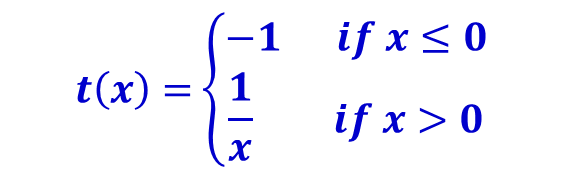 t(x) = { −1 if x ≤ 0
1/x if x > 0